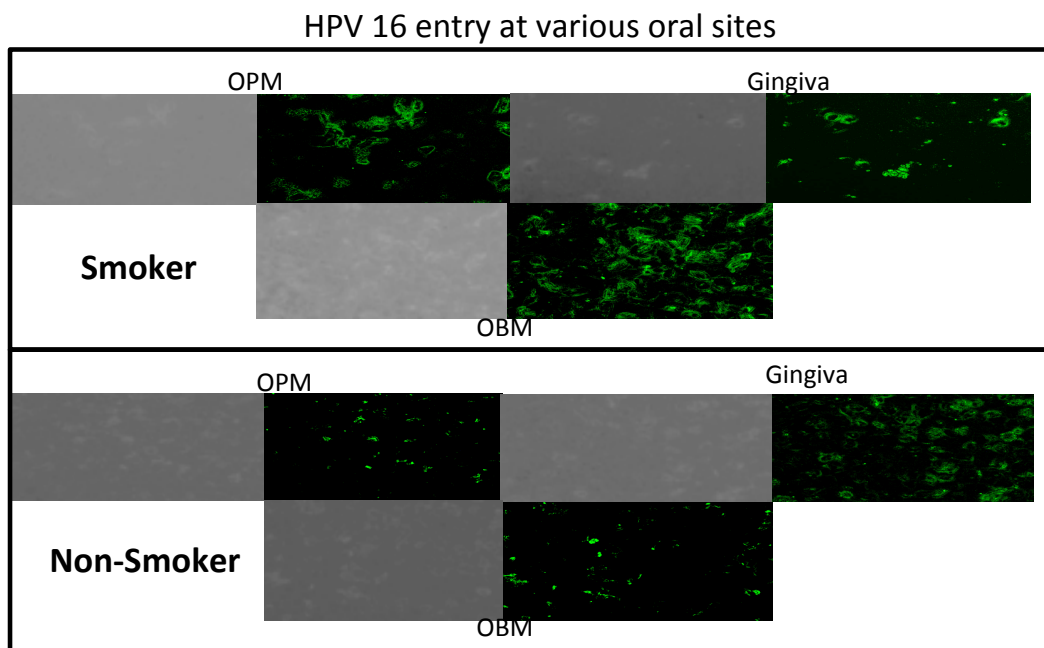 HPV 16 entry at various oral sites
OPM
Gingiva
Smoker
OBM
OPM
Gingiva
Non-Smoker
OBM